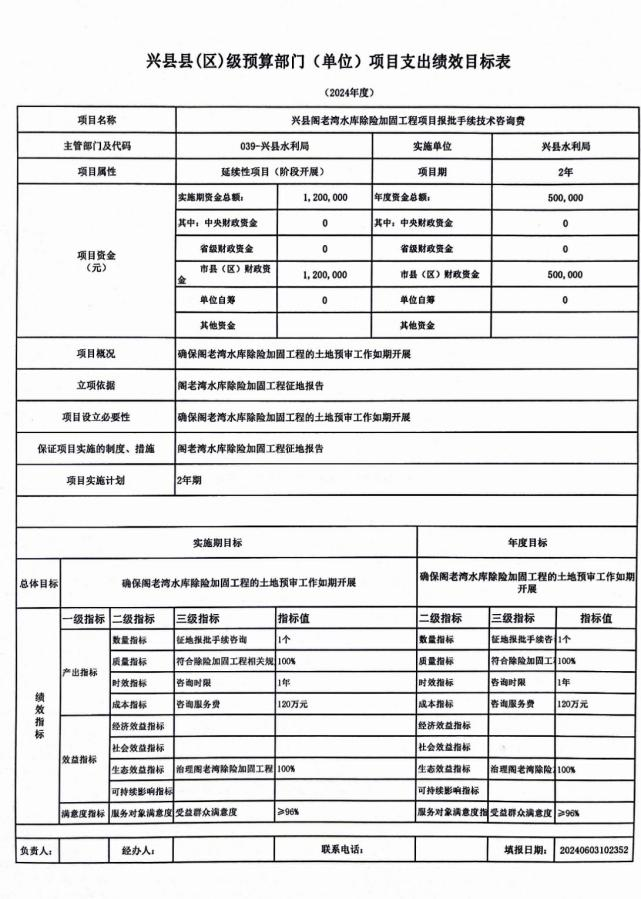 兴县县(区)级预算部门（单位）项目支出绩效目标表
（2024年度）
项目名称 兴县阁老湾水库除险加固工程项目报批手续技术咨询费
主管部门及代码 039-兴县水利局 实施单位 兴县水利局
项目属性 延续性项目（阶段开展） 项目期 2年
项目资金（元） 实施期资金总额: 1,200,000 年度资金总额: 500,000
其中: 中央财政资金 0 其中: 中央财政资金 0
省级财政资金 0 省级财政资金 0
市县（区）财政资金 1,200,000 市县（区）财政资金 500,000
单位自筹 0 单位自筹 0
其他资金 其他资金
项目概况 确保阁老湾水库除险加固工程的土地预审工作如期开展
立项依据 阁老湾水库除险加固工程征地报告
项目设立必要性 确保阁老湾水库除险加固工程的土地预审工作如期开展
保证项目实施的制度、措施 阁老湾水库除险加固工程征地报告
项目实施计划 2年期
实施期目标 年度目标
总体目标 确保阁老湾水库除险加固工程的土地预审工作如期开展 确保阁老湾水库除险加固工程的土地预审工作如期开展
绩效指标 一级指标 二级指标 三级指标 指标值 二级指标 三级指标 指标值
产出指标 数量指标 征地报批手续咨询 1个 数量指标 征地报批手续咨 1个
质量指标 符合除险加固工程相关规 100% 质量指标 符合除险加固工 100%
时效指标 咨询时限 1年 时效指标 咨询时限 1年
成本指标 咨询服务费 120万元 成本指标 咨询服务费 120万元
效益指标 经济效益指标 经济效益指标
社会效益指标 社会效益指标
生态效益指标 治理阁老湾除险加固工程 100% 生态效益指标 治理阁老湾除险 100%
可持续影响指标 可持续影响指标
满意度指标 服务对象满意度 受益群众满意度 ≥96% 服务对象满意度指 受益群众满意度 ≥96%
负责人: 经办人: 联系电话: 填报日期: 20240603102352